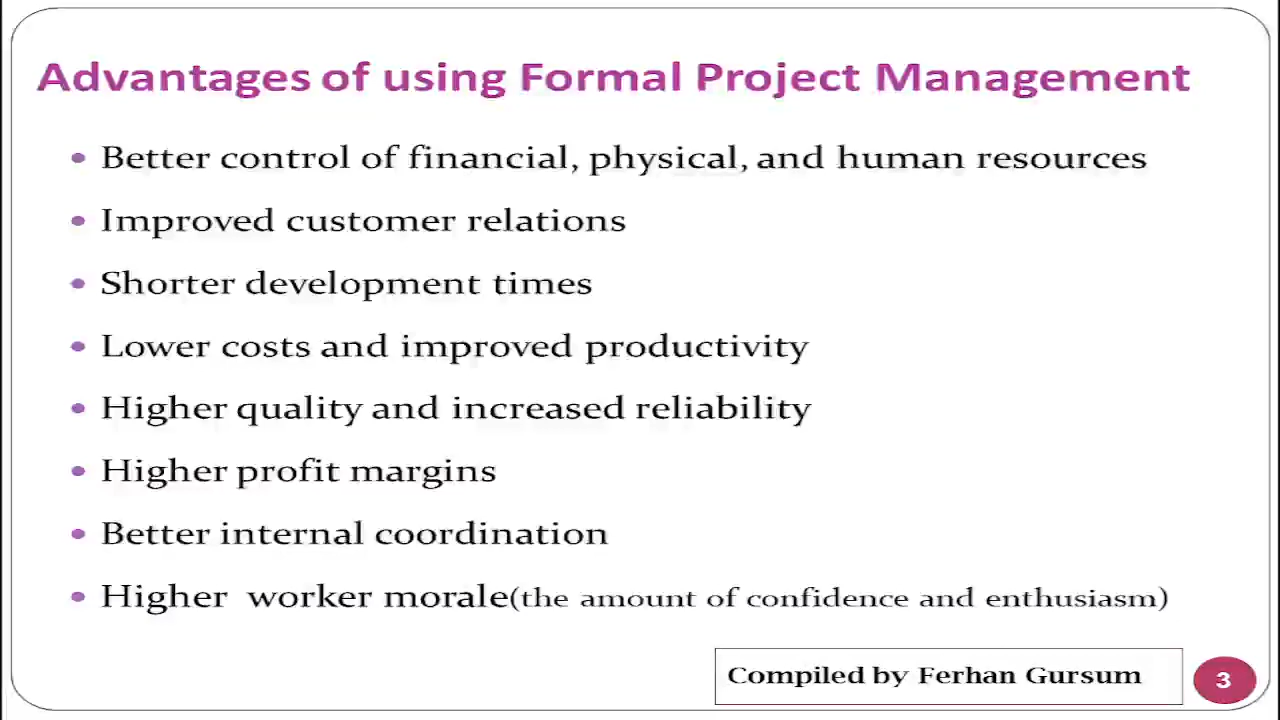 Advantages of using Formal Project Management
• Better control of financial, physical, and human resources
• Improved customer relations
• Shorter development times
• Lower costs and improved productivity
• Higher quality and increased reliability
• Higher profit margins
• Better internal coordination
• Higher  worker morale(the amount of confidence and enthusiasm)
Compiled by Ferhan Gursum
3